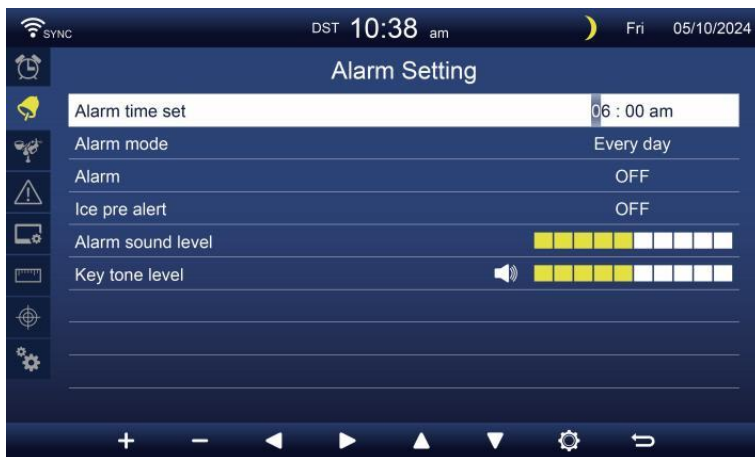 SYNC DST 10:38 am Fri 05/10/2024
Alarm Setting
Alarm time set 06 : 00 am
Alarm mode Every day
Alarm OFF
Ice pre alert OFF
Alarm sound level
Key tone level